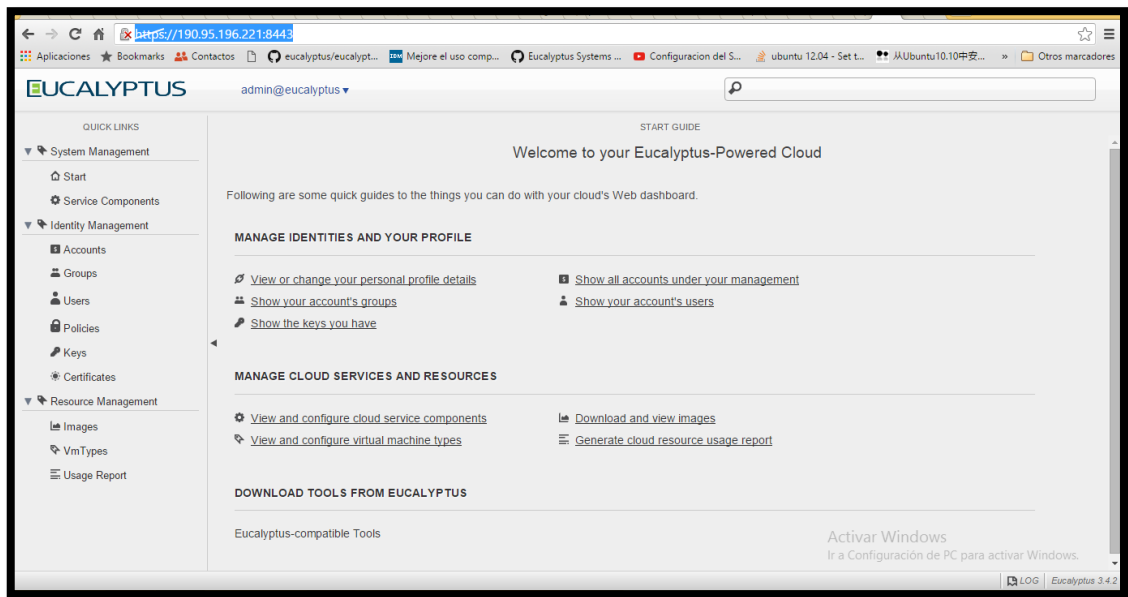 https://190.95.196.221:8443
Aplicaciones Bookmarks Contactos eucalyptus/eucalypt... Mejore el uso comp... Eucalyptus Systems ... Configuracion del S... ubuntu 12.04 - Set t... 从Ubuntu10.10中安... » Otros marcadores
EUCALYPTUS admin@eucalyptus ▾
QUICK LINKS
System Management
Start
Service Components
Identity Management
Accounts
Groups
Users
Policies
Keys
Certificates
Resource Management
Images
VmTypes
Usage Report
START GUIDE
Welcome to your Eucalyptus-Powered Cloud
Following are some quick guides to the things you can do with your cloud's Web dashboard.
MANAGE IDENTITIES AND YOUR PROFILE
View or change your personal profile details
Show all accounts under your management
Show your account's groups
Show your account's users
Show the keys you have
MANAGE CLOUD SERVICES AND RESOURCES
View and configure cloud service components
Download and view images
View and configure virtual machine types
Generate cloud resource usage report
DOWNLOAD TOOLS FROM EUCALYPTUS
Eucalyptus-compatible Tools
Activar Windows
Ir a Configuración de PC para activar Windows.
LOG Eucalyptus 3.4.2